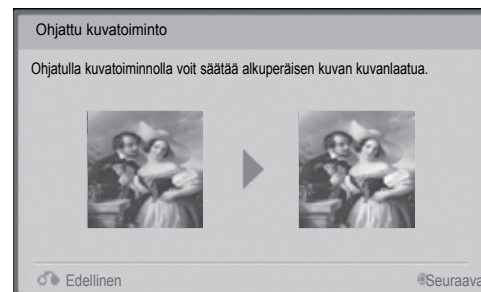 Ohjattu kuvatoiminto
Ohjatulla kuvatoiminnolla voit säätää alkuperäisen kuvan kuvanlaatua.
Edellinen
Seuraava